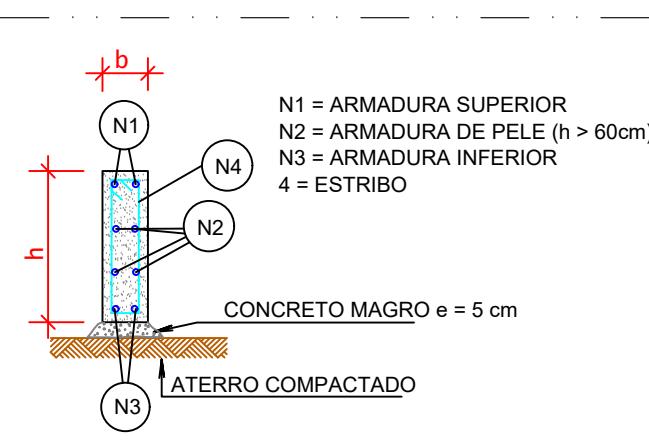 b
N1
N1 = ARMADURA SUPERIOR
N2 = ARMADURA DE PELE (h > 60cm)
N3 = ARMADURA INFERIOR
4 = ESTRIBO
N4
N2
h
CONCRETO MAGRO e = 5 cm
ATERRO COMPACTADO
N3